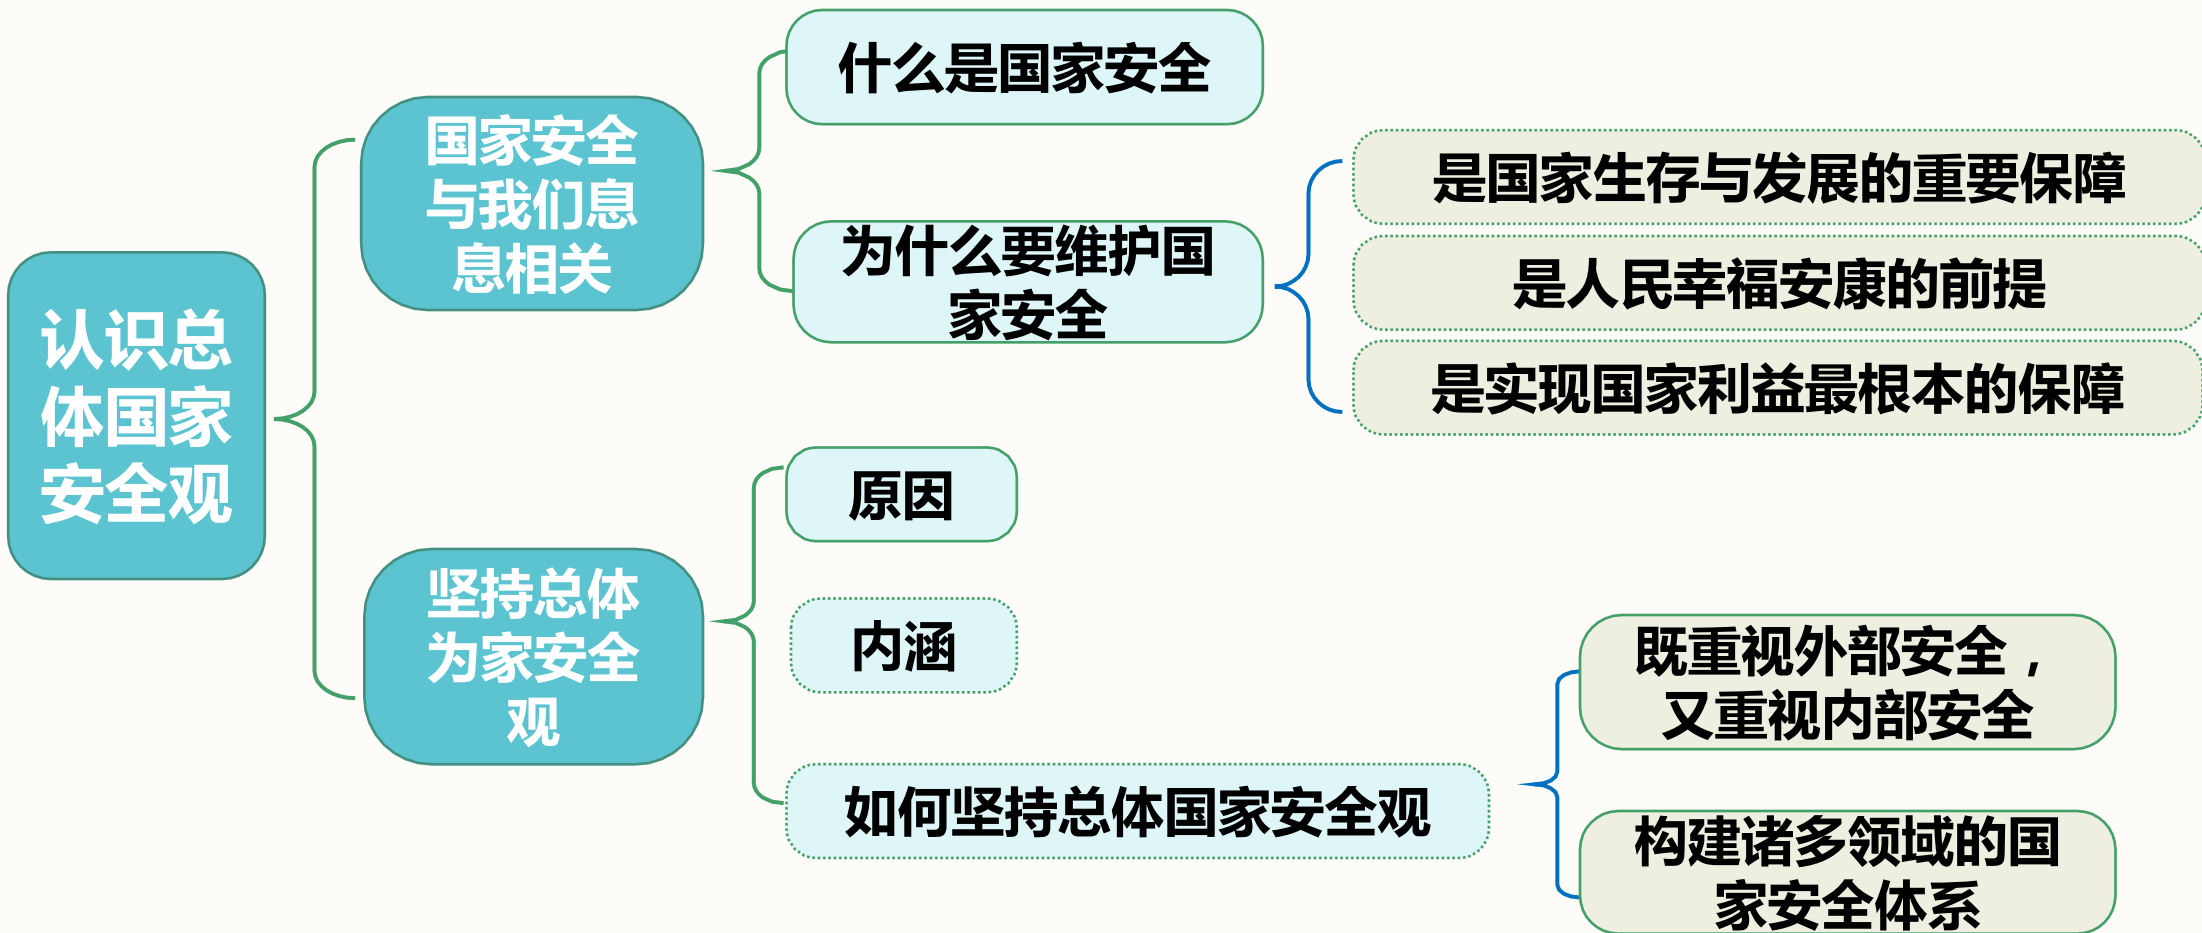 认识总
体国家
安全观
国家安全
与我们息
息相关
什么是国家安全
为什么要维护国
家安全
是国家生存与发展的重要保障
是人民幸福安康的前提
是实现国家利益最根本的保障
坚持总体
为家安全
观
原因
内涵
如何坚持总体国家安全观
既重视外部安全，
又重视内部安全
构建诸多领域的国
家安全体系